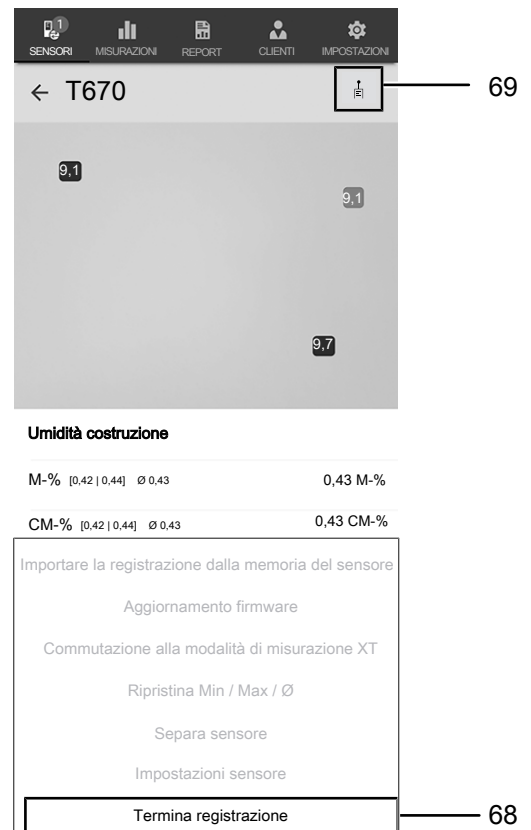 1
SENSORI MISURAZIONI REPORT CLIENTI IMPOSTAZIONI
← T670
69
9,1
9,1
9,7
Umidità costruzione
M-% [0,42 | 0,44] Ø 0,43 0,43 M-%
CM-% [0,42 | 0,44] Ø 0,43 0,43 CM-%
Importare la registrazione dalla memoria del sensore
Aggiornamento firmware
Commutazione alla modalità di misurazione XT
Ripristina Min / Max / Ø
Separa sensore
Impostazioni sensore
Termina registrazione 68